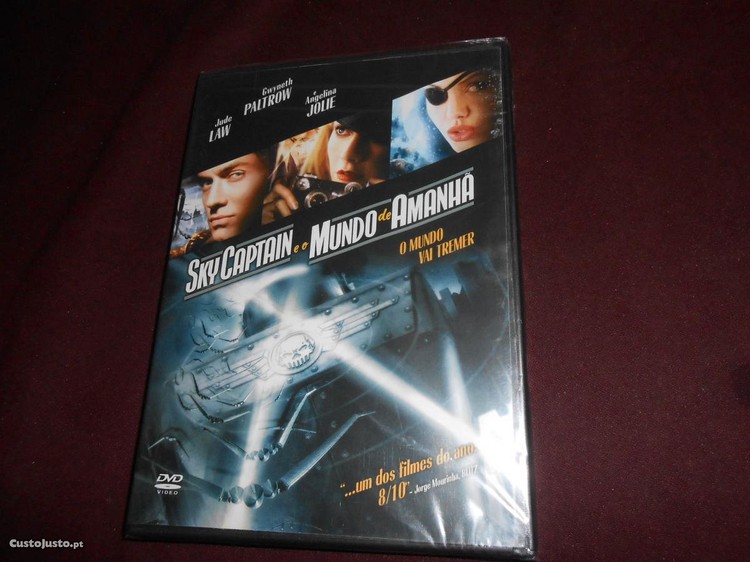 Jude
LAW
Gwyneth
PALTROW
e
Angelina
JOLIE
SKY CAPTAIN e o MUNDO de AMANHÃ
O MUNDO
VAI TREMER
"...um dos filmes do ano
8/10" - Jorge Mourinha,
DVD
VIDEO
CustoJusto.pt